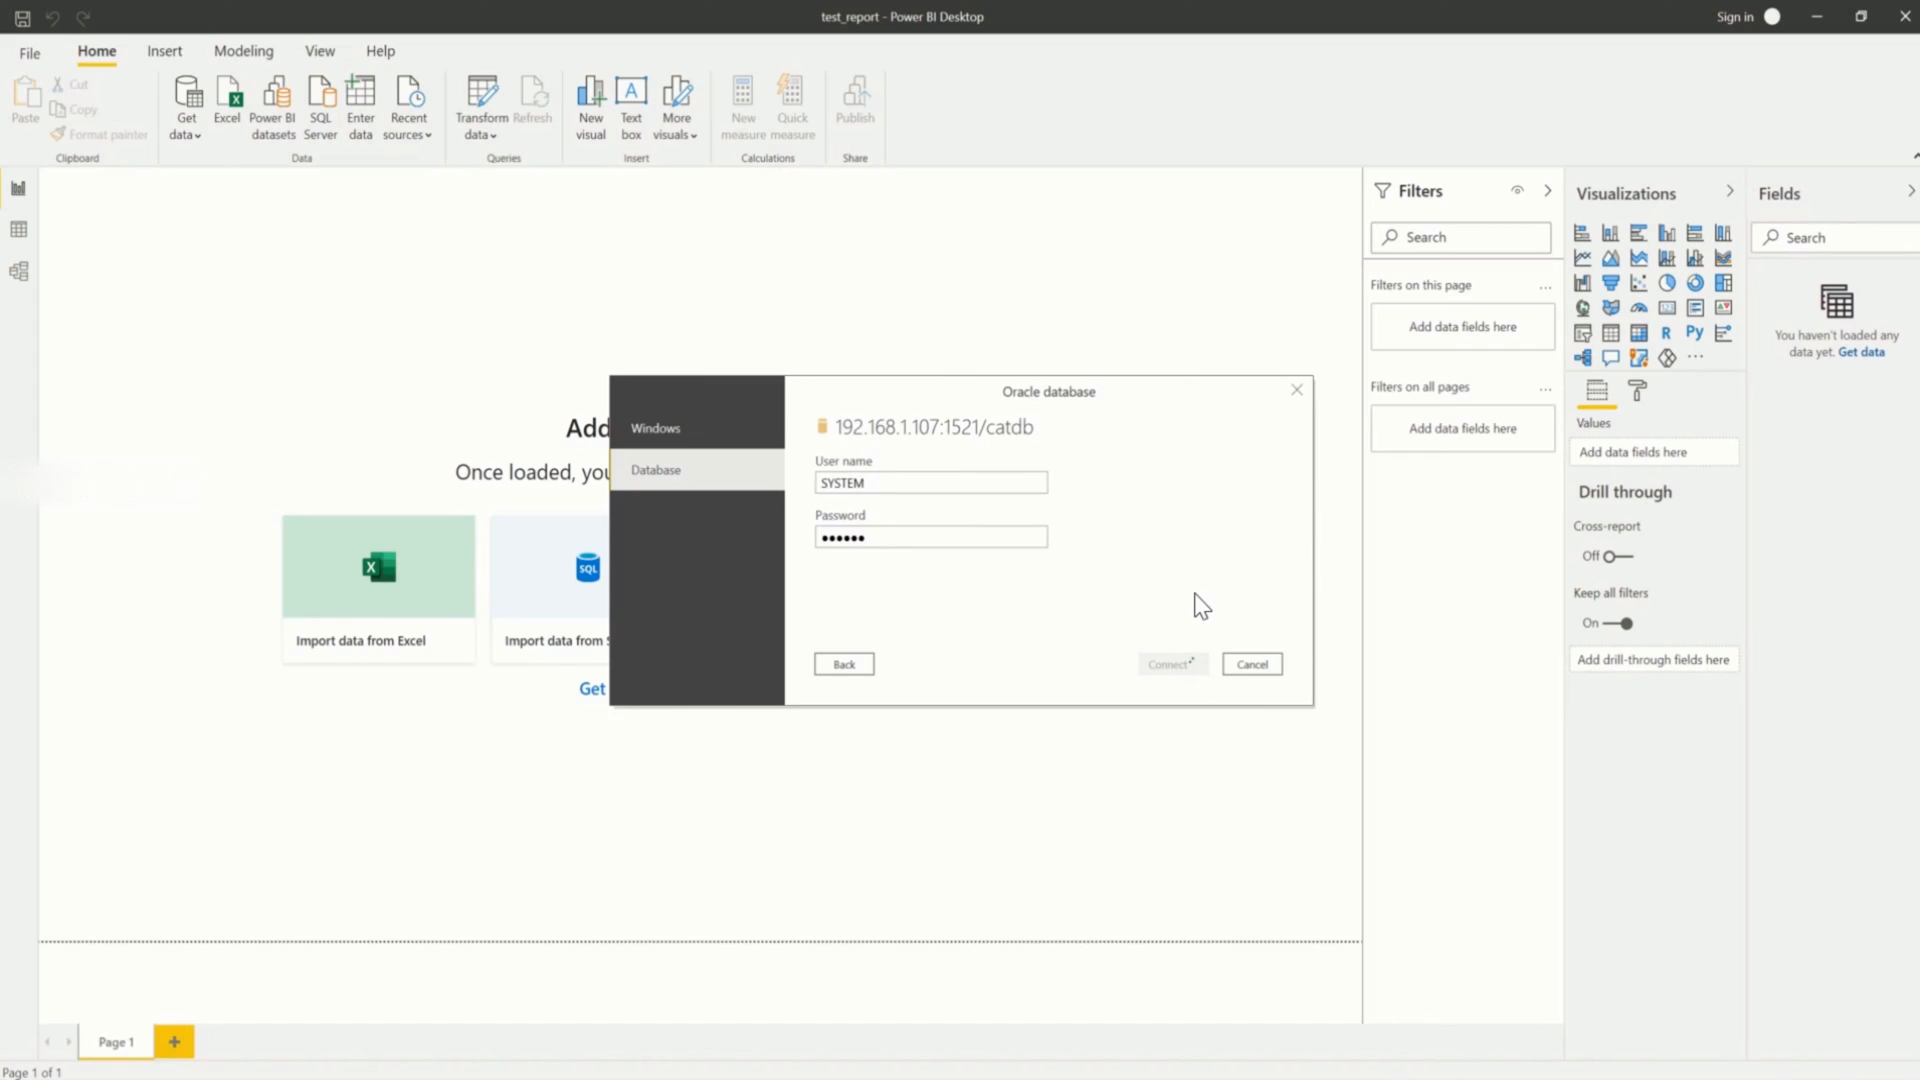 test_report - Power BI Desktop
Sign in
File
Home
Insert
Modeling
View
Help
Paste
Cut
Copy
Format painter
Clipboard
Get data
Excel
Power BI datasets
SQL Server
Enter data
Recent sources
Data
Transform data
Refresh
Queries
New visual
Text box
More visuals
Insert
New measure
Quick measure
Calculations
Publish
Share
Add
Once loaded, you
Import data from Excel
SQL
Import data from
Get
Oracle database
Windows
Database
192.168.1.107:1521/catdb
User name
SYSTEM
Password
••••••
Back
Connect
Cancel
Filters
Search
Filters on this page
...
Add data fields here
Filters on all pages
...
Add data fields here
Visualizations
R
Py
...
Values
Add data fields here
Drill through
Cross-report
Off
Keep all filters
On
Add drill-through fields here
Fields
Search
You haven't loaded any
data yet. Get data
Page 1
+
Page 1 of 1